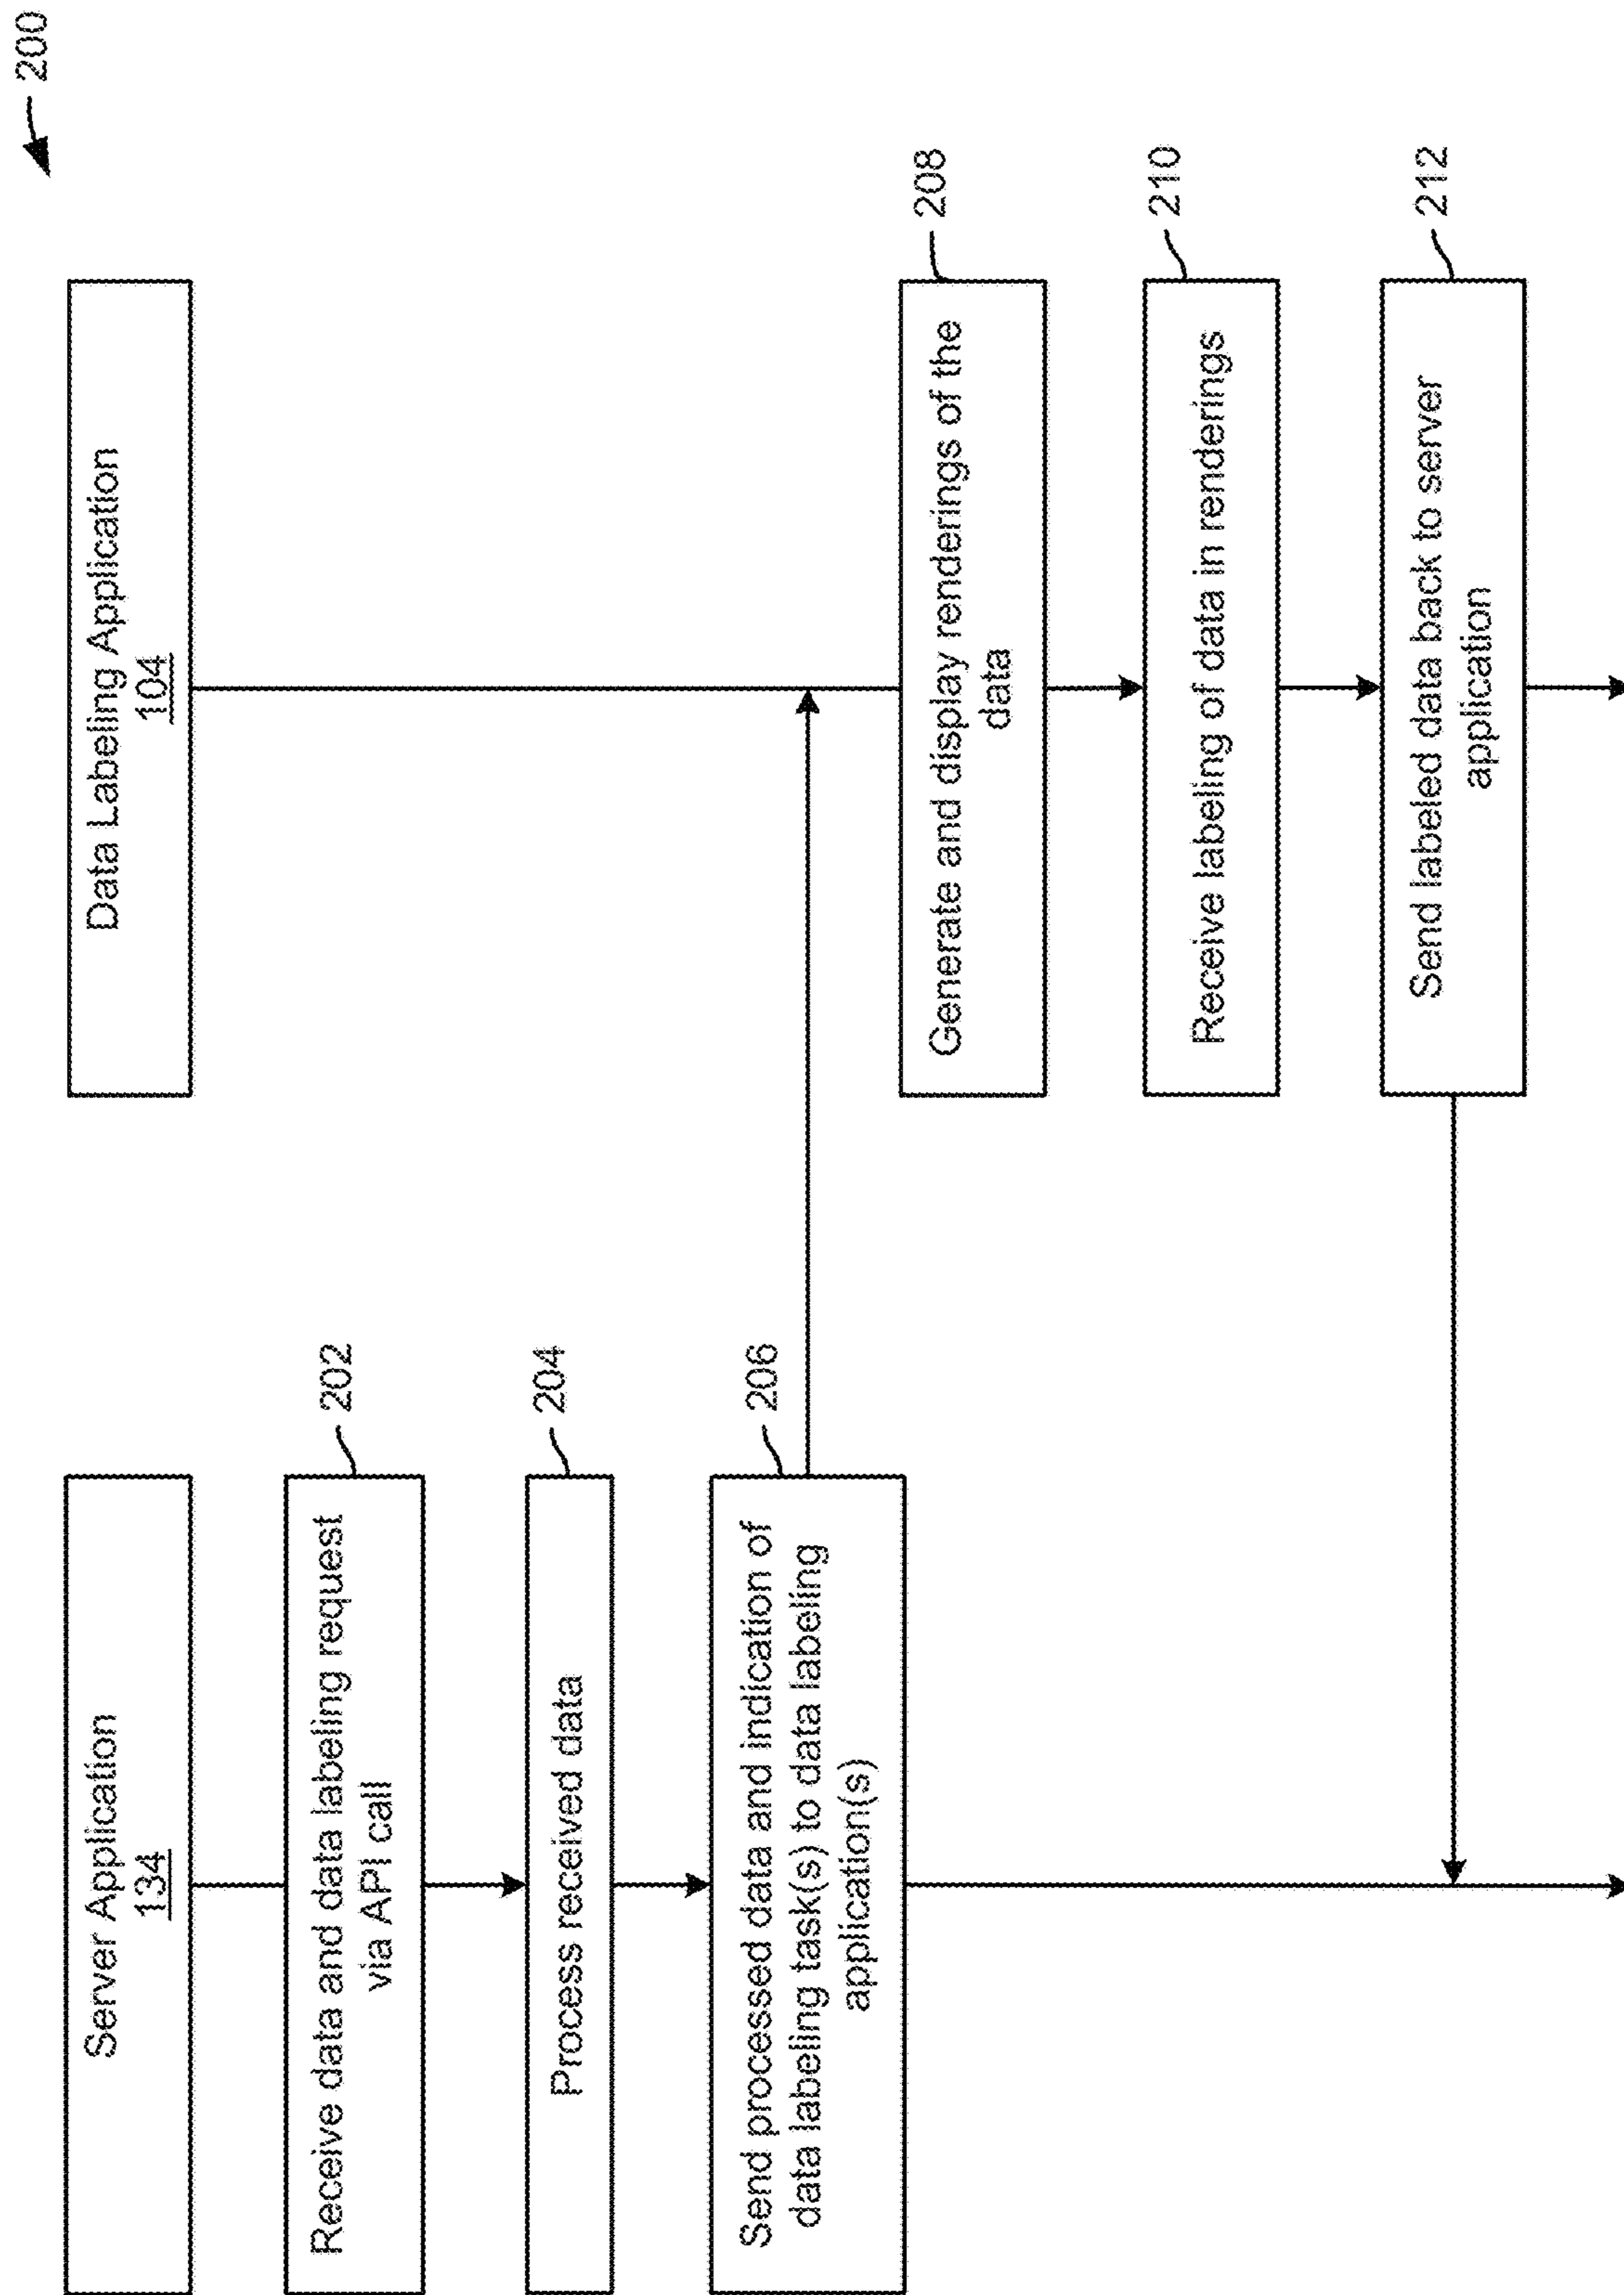 200
Server Application
134
Receive data and data labeling request
via API call
202
Process received data
204
Send processed data and indication of
data labeling task(s) to data labeling
application(s)
206
Data Labeling Application
104
Generate and display renderings of the
data
208
Receive labeling of data in renderings
210
Send labeled data back to server
application
212